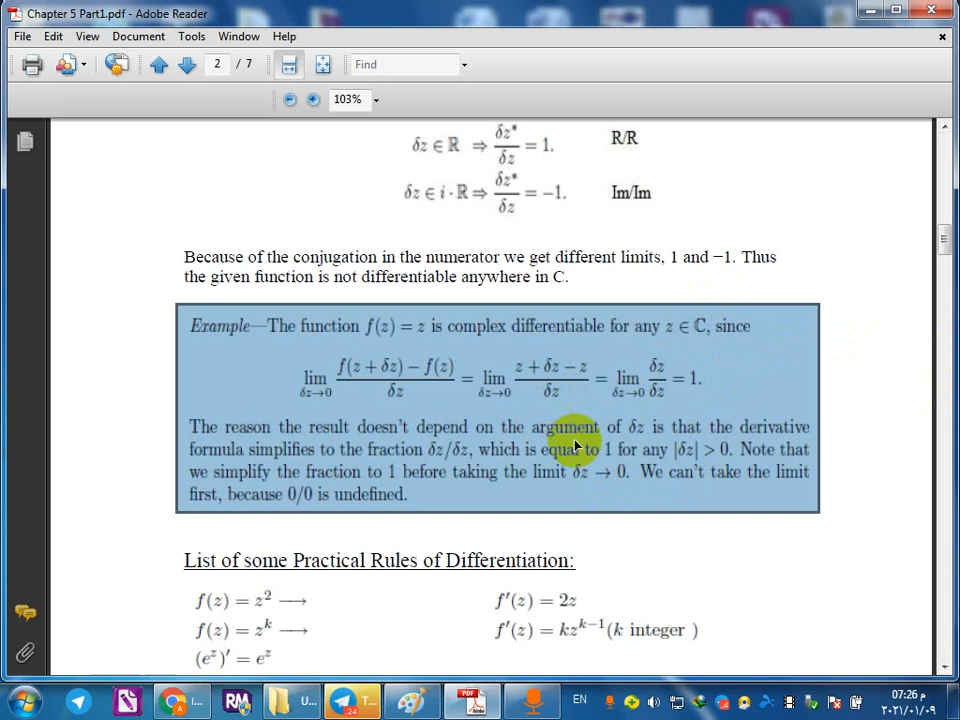 Chapter 5 Part1.pdf - Adobe Reader
File Edit View Document Tools Window Help
2 / 7 Find
103%
δz ∈ ℝ ⇒ δz*/δz = 1. R/R
δz ∈ i · ℝ ⇒ δz*/δz = −1. Im/Im
Because of the conjugation in the numerator we get different limits, 1 and −1. Thus
the given function is not differentiable anywhere in C.
Example—The function f(z) = z is complex differentiable for any z ∈ ℂ, since
lim δz→0 (f(z + δz) − f(z))/δz = lim δz→0 (z + δz − z)/δz = lim δz→0 δz/δz = 1.
The reason the result doesn't depend on the argument of δz is that the derivative
formula simplifies to the fraction δz/δz, which is equal to 1 for any |δz| > 0. Note that
we simplify the fraction to 1 before taking the limit δz → 0. We can't take the limit
first, because 0/0 is undefined.
List of some Practical Rules of Differentiation:
f(z) = z² ⟶ f′(z) = 2z
f(z) = zᵏ ⟶ f′(z) = kzᵏ⁻¹(k integer )
(eᶻ)′ = eᶻ
I... RM U... T... 24 PDF EN
07:26 م
٢٠٢١/٠١/٠٩